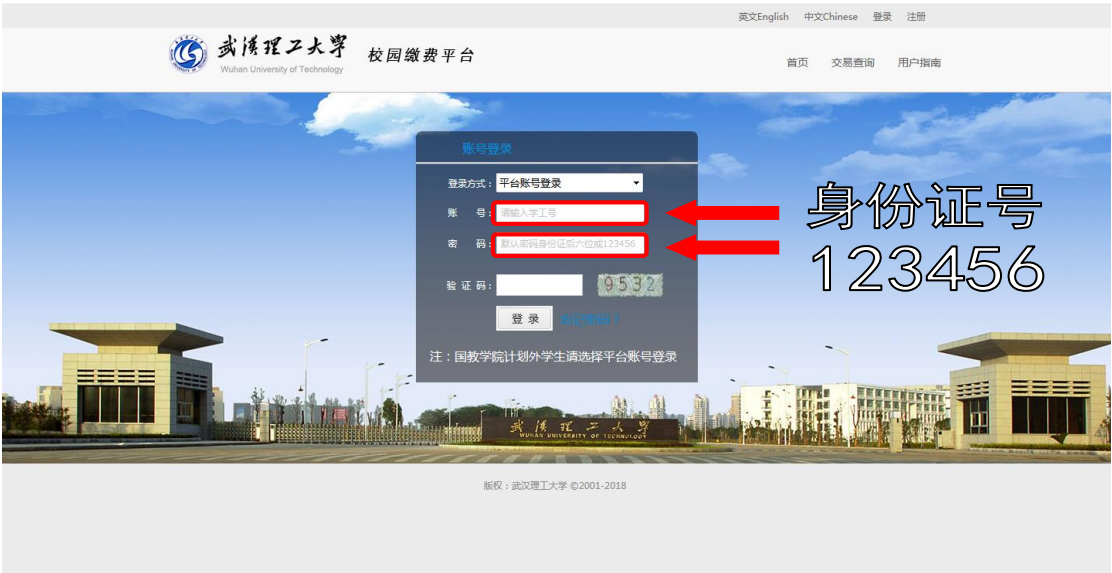 英文English 中文Chinese 登录 注册
武汉理工大学 校园缴费平台
Wuhan University of Technology
首页 交易查询 用户指南
账号登录
登录方式：平台账号登录
账 号：请输入学工号
密 码：默认密码身份证后六位或123456
身份证号
123456
验 证 码：9532
登 录 忘记密码？
注：国教学院计划外学生请选择平台账号登录
武汉理工大学
WUHAN UNIVERSITY OF TECHNOLOGY
版权：武汉理工大学 ©2001-2018